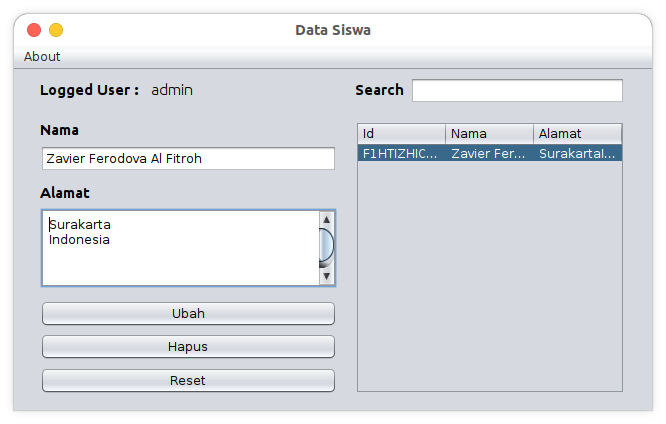 Data Siswa
About
Logged User : admin
Search
Nama
Zavier Ferodova Al Fitroh
Alamat
Surakarta
Indonesia
Ubah
Hapus
Reset
Id Nama Alamat
F1HTIZHIC... Zavier Fer... SurakartaI...